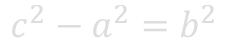 c² − a² = b²